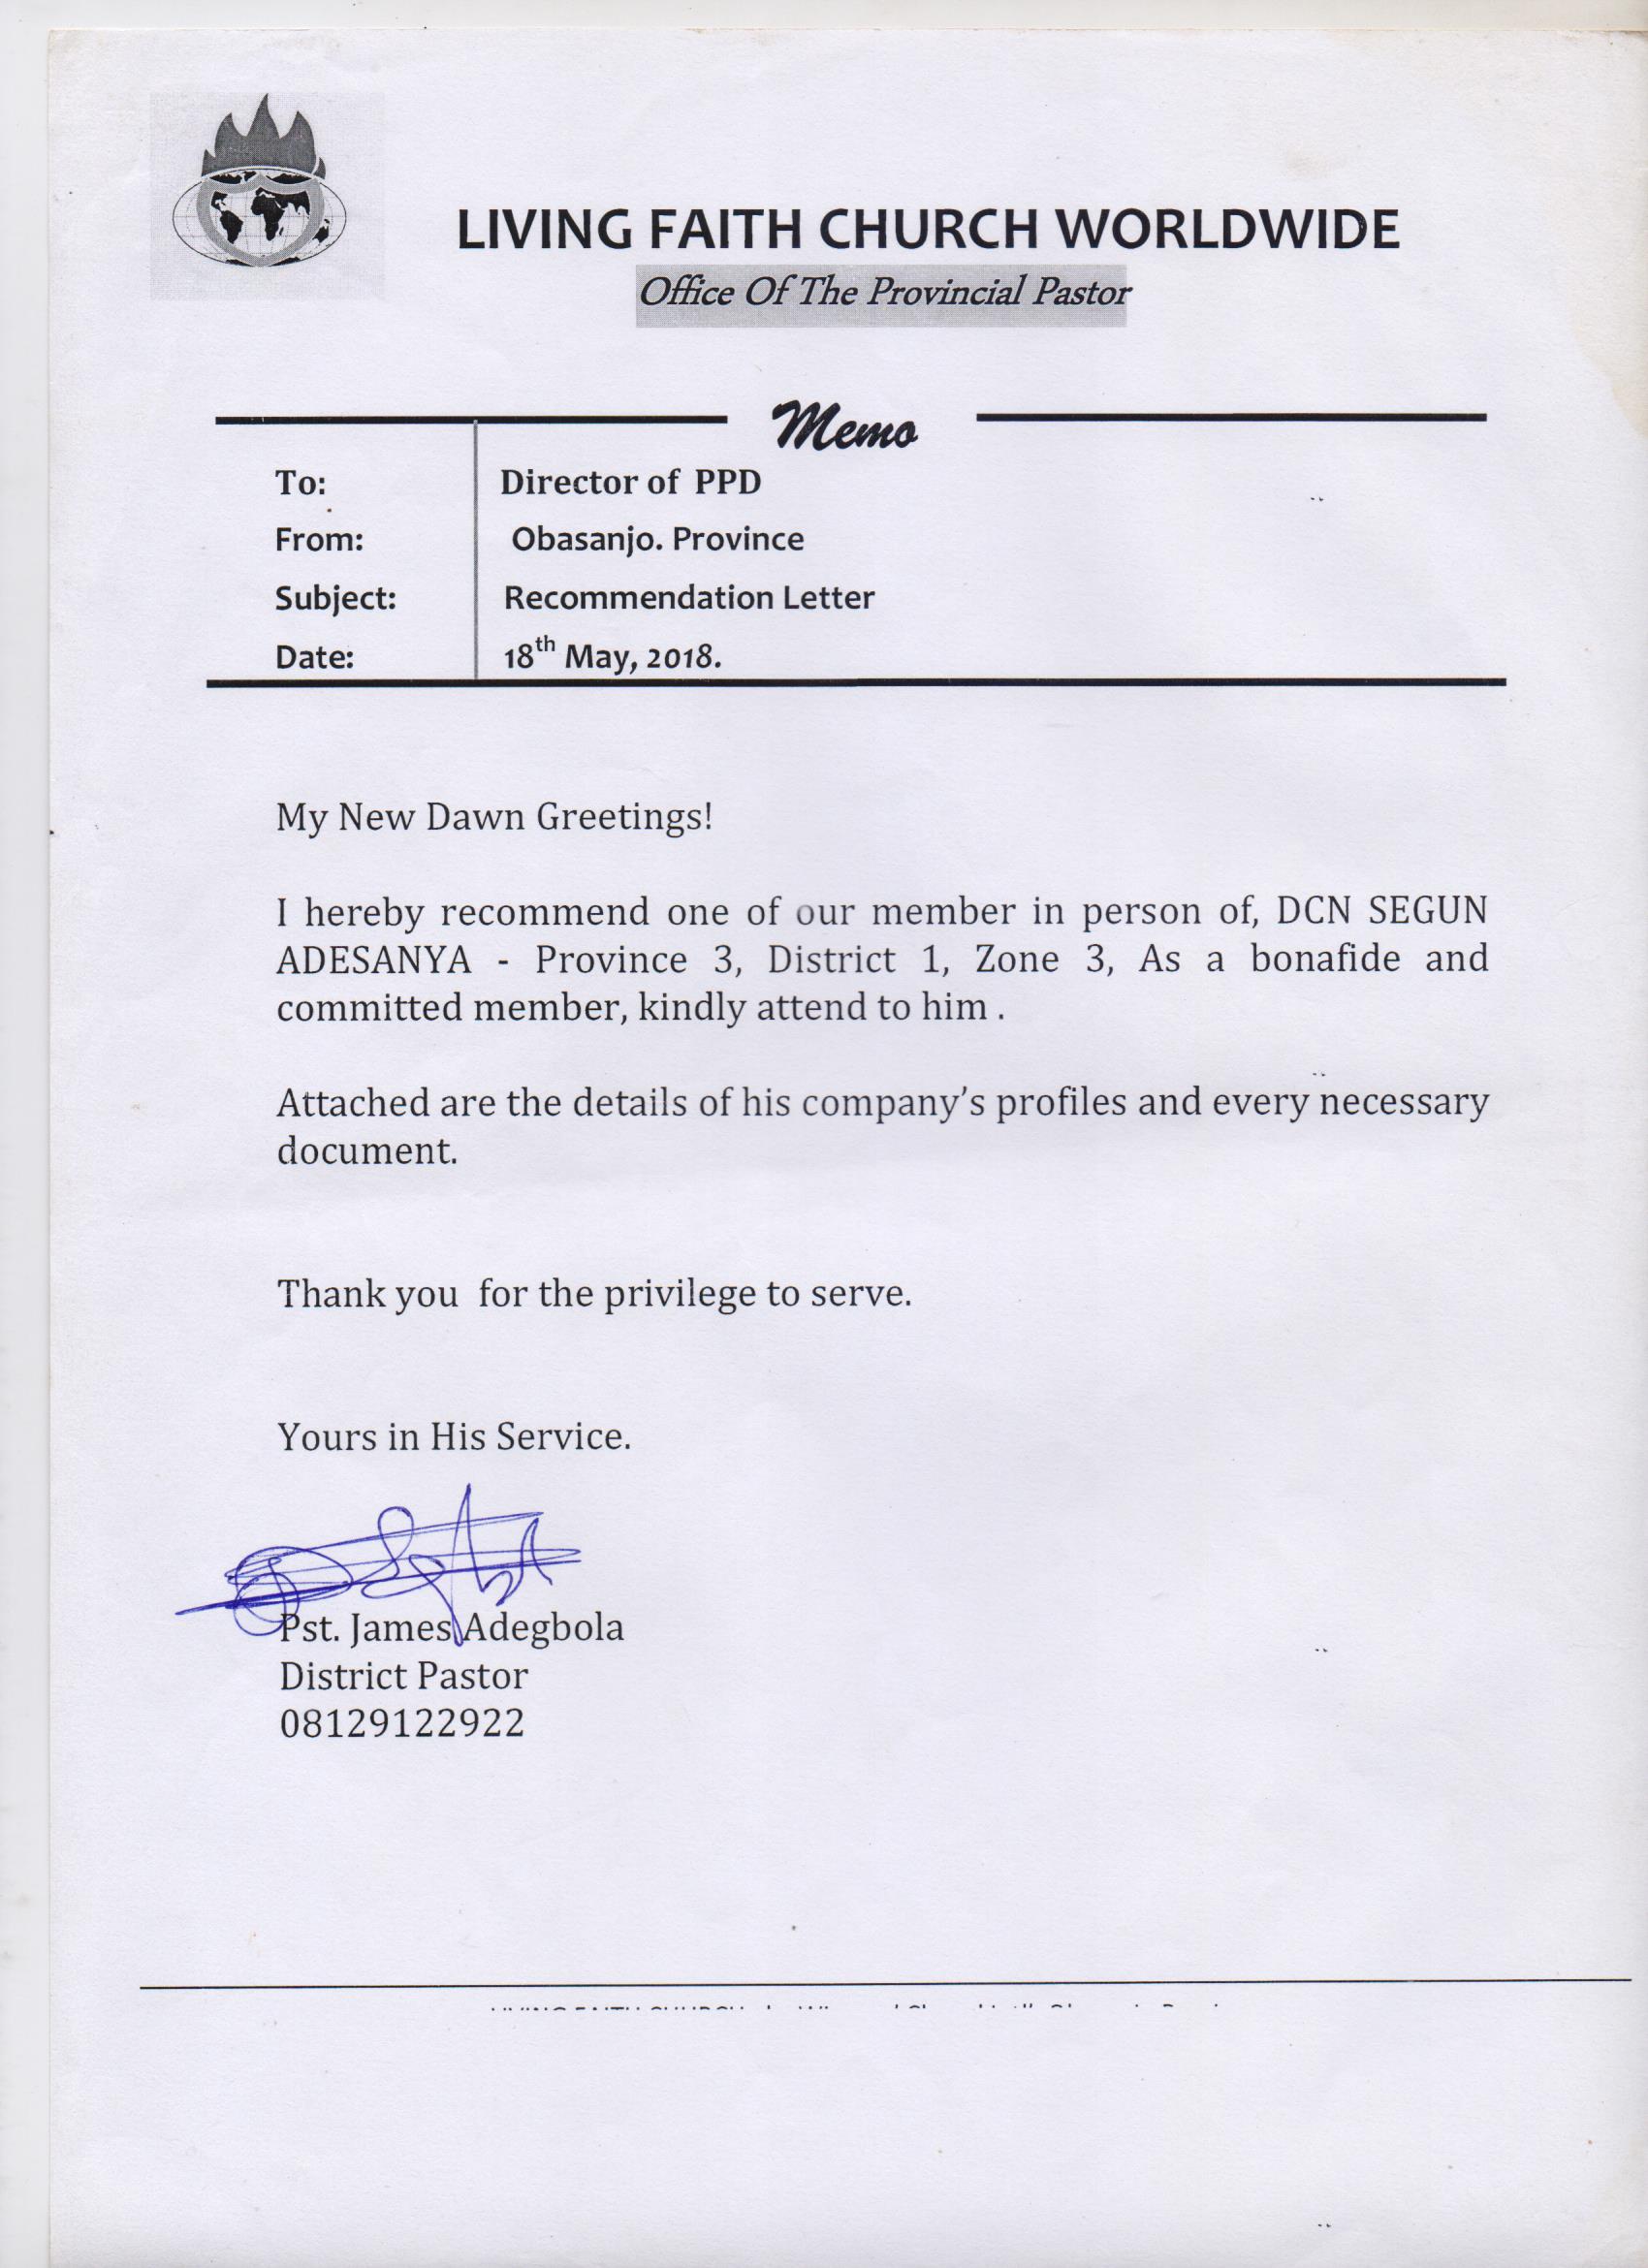 LIVING FAITH CHURCH WORLDWIDE
Office Of The Provincial Pastor
Memo
To: Director of PPD
From: Obasanjo. Province
Subject: Recommendation Letter
Date: 18th May, 2018.
My New Dawn Greetings!
I hereby recommend one of our member in person of, DCN SEGUN
ADESANYA - Province 3, District 1, Zone 3, As a bonafide and
committed member, kindly attend to him .
Attached are the details of his company's profiles and every necessary
document.
Thank you for the privilege to serve.
Yours in His Service.
Pst. James Adegbola
District Pastor
08129122922
LIVING FAITH CHURCH